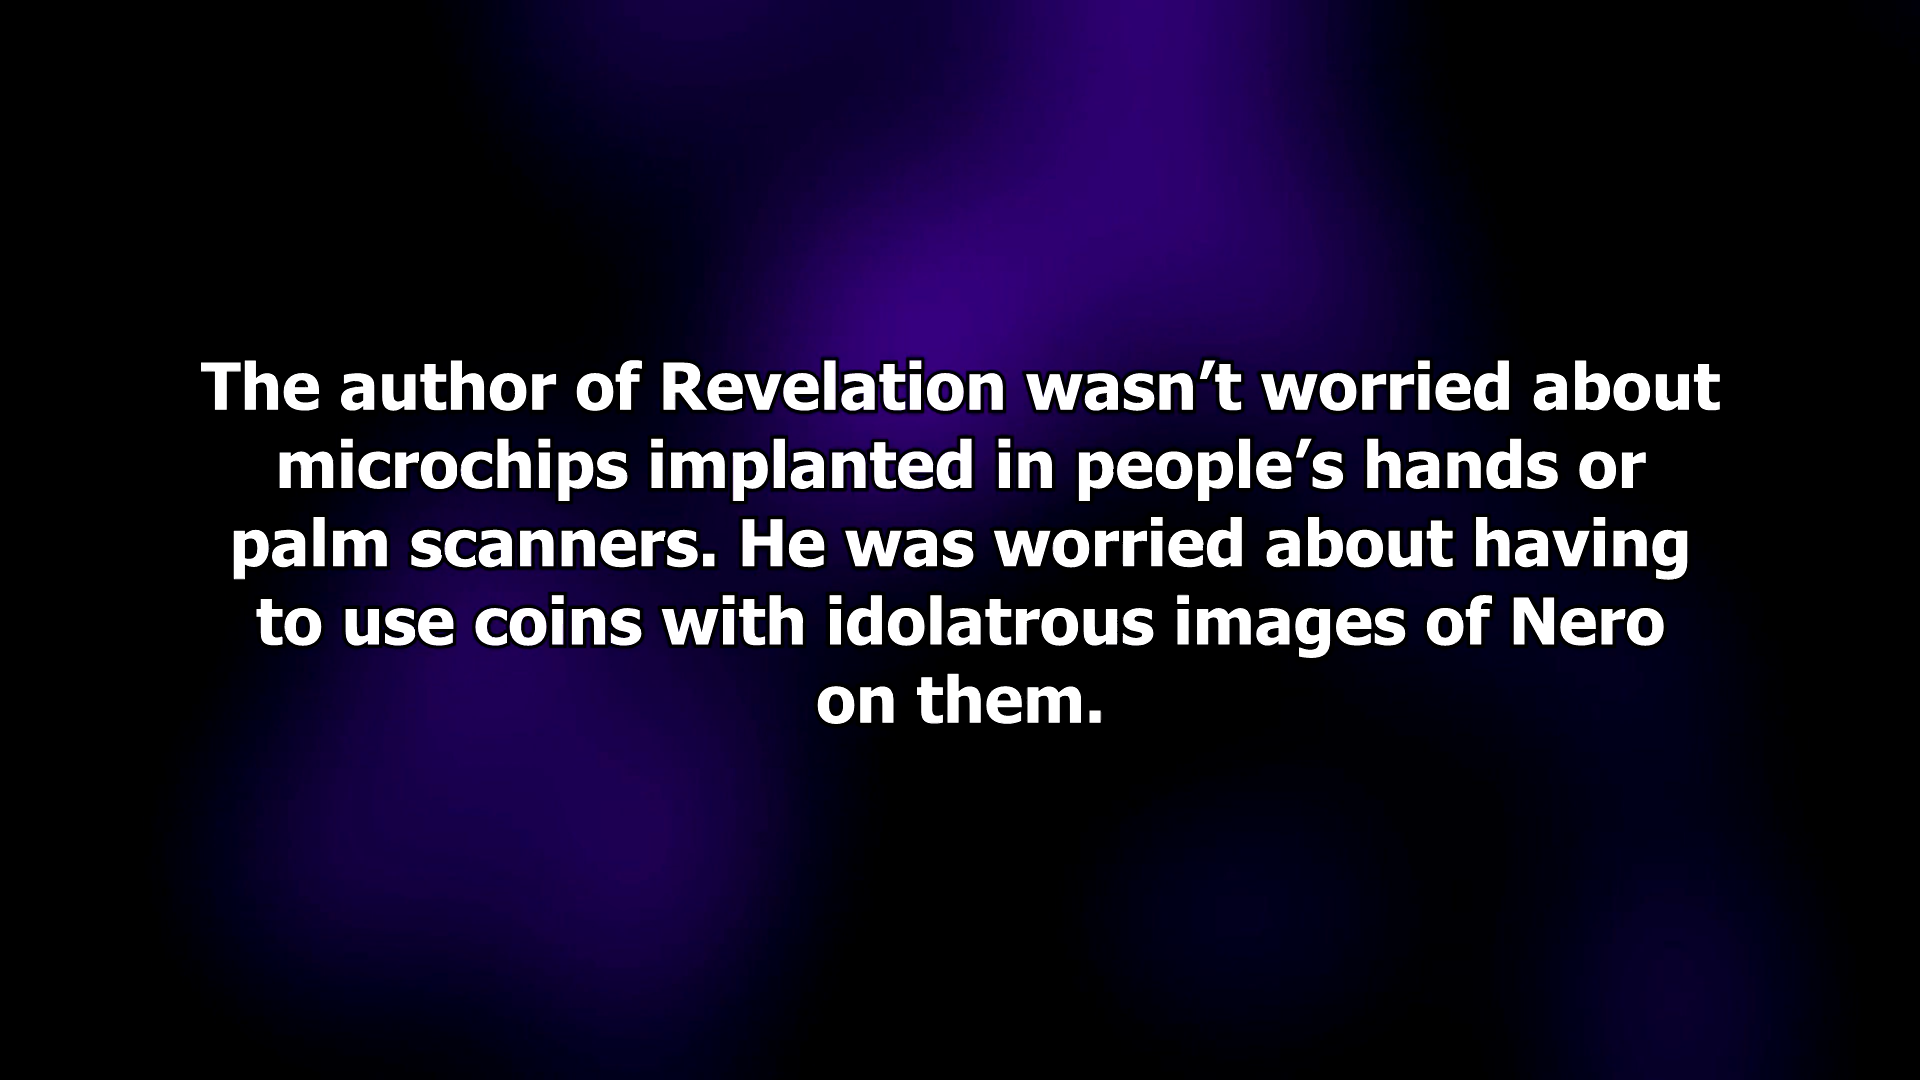 The author of Revelation wasn’t worried about
microchips implanted in people’s hands or
palm scanners. He was worried about having
to use coins with idolatrous images of Nero
on them.